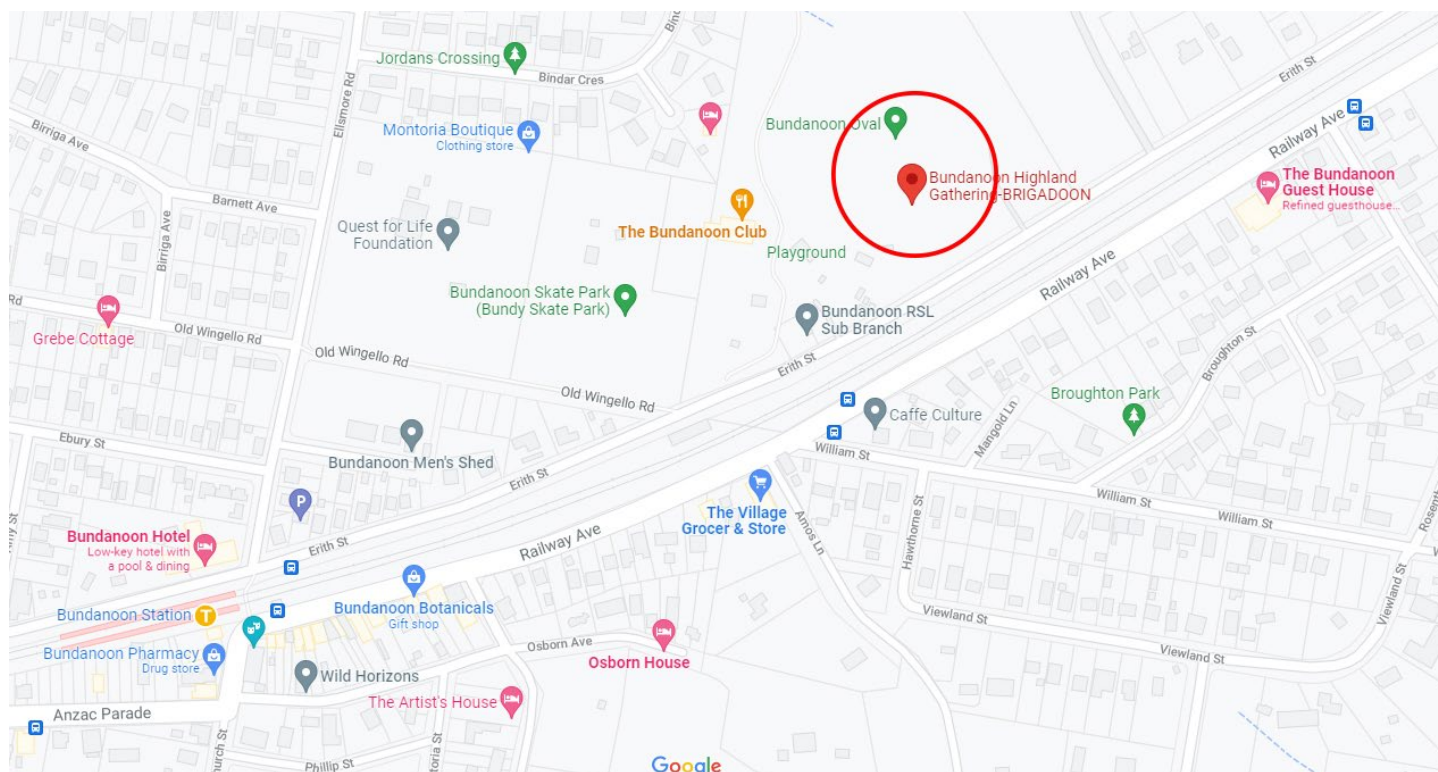 Jordans Crossing
Bindar Cres
Erith St
Ellsmore Rd
Railway Ave
Birriga Ave
Montoria Boutique
Clothing store
Bundanoon Oval
Bundanoon Highland
Gathering-BRIGADOON
The Bundanoon
Guest House
Refined guesthouse...
Barnett Ave
Quest for Life
Foundation
The Bundanoon Club
Playground
Railway Ave
Birriga Ave
Bundanoon Skate Park
(Bundy Skate Park)
Bundanoon RSL
Sub Branch
Rd
Grebe Cottage
Old Wingello Rd
Old Wingello Rd
Erith St
Broughton St
Old Wingello Rd
Broughton Park
Caffe Culture
Mangold Ln
Ebury St
Bundanoon Men's Shed
William St
Erith St
P
The Village
Grocer & Store
William St
William St
Amos Ln
Hawthorne St
Bundanoon Hotel
Low-key hotel with
a pool & dining
Erith St
Railway Ave
Viewland St
Bundanoon Station
T
Bundanoon Botanicals
Gift shop
Viewland St
Bundanoon Pharmacy
Drug store
Osborn Ave
Osborn House
Viewland St
Wild Horizons
The Artist's House
Anzac Parade
Phillip St
Google